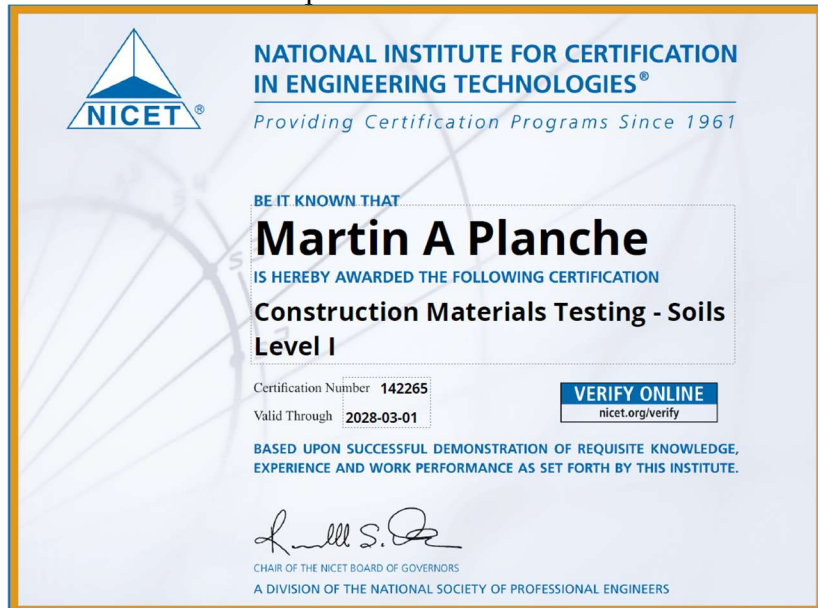 NICET®
NATIONAL INSTITUTE FOR CERTIFICATION
IN ENGINEERING TECHNOLOGIES®
Providing Certification Programs Since 1961
BE IT KNOWN THAT
Martin A Planche
IS HEREBY AWARDED THE FOLLOWING CERTIFICATION
Construction Materials Testing - Soils
Level I
Certification Number 142265
Valid Through 2028-03-01
VERIFY ONLINE
nicet.org/verify
BASED UPON SUCCESSFUL DEMONSTRATION OF REQUISITE KNOWLEDGE,
EXPERIENCE AND WORK PERFORMANCE AS SET FORTH BY THIS INSTITUTE.
CHAIR OF THE NICET BOARD OF GOVERNORS
A DIVISION OF THE NATIONAL SOCIETY OF PROFESSIONAL ENGINEERS